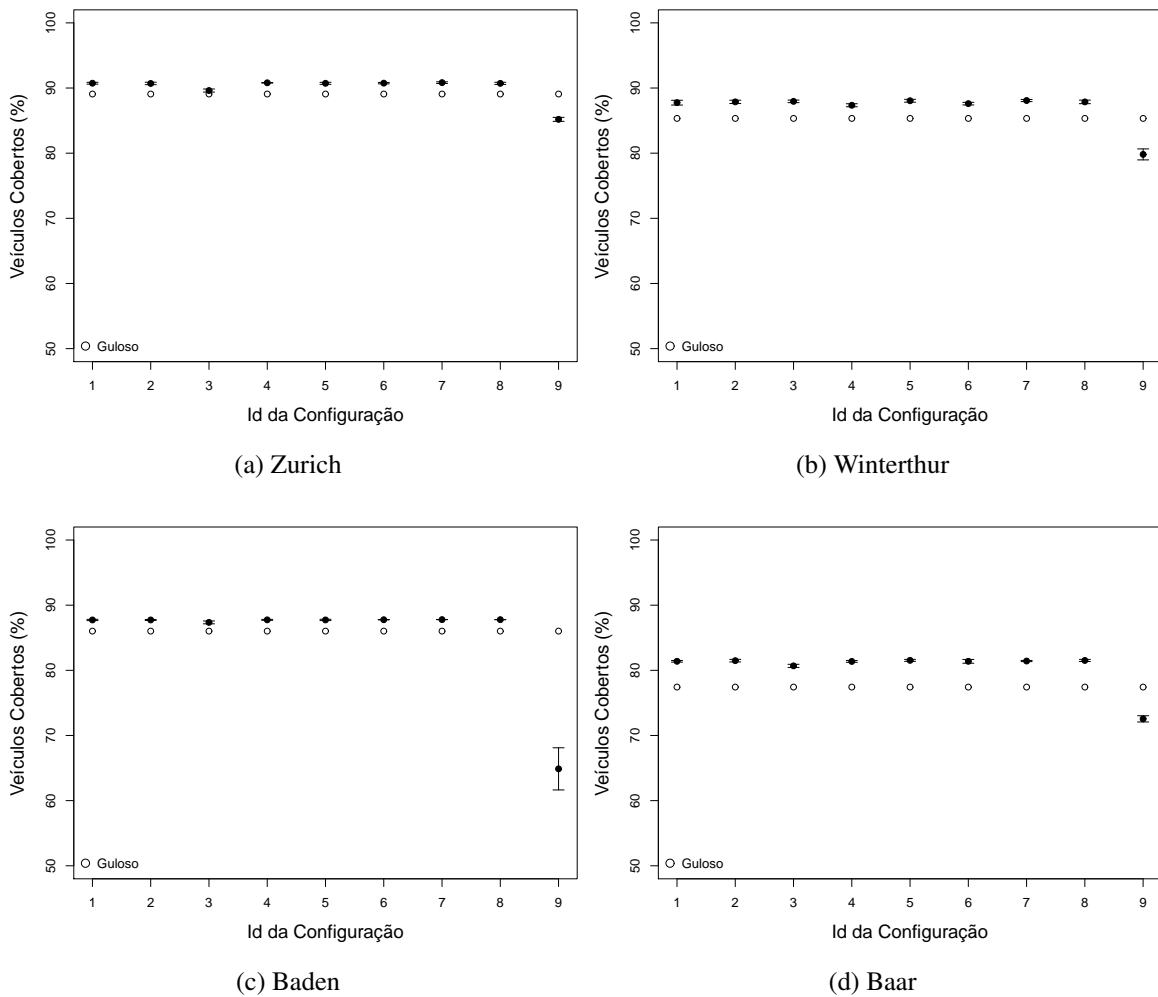 Veículos Cobertos (%)
100
90
80
70
60
50
Guloso
1 2 3 4 5 6 7 8 9
Id da Configuração
(a) Zurich
Veículos Cobertos (%)
100
90
80
70
60
50
Guloso
1 2 3 4 5 6 7 8 9
Id da Configuração
(b) Winterthur
Veículos Cobertos (%)
100
90
80
70
60
50
Guloso
1 2 3 4 5 6 7 8 9
Id da Configuração
(c) Baden
Veículos Cobertos (%)
100
90
80
70
60
50
Guloso
1 2 3 4 5 6 7 8 9
Id da Configuração
(d) Baar